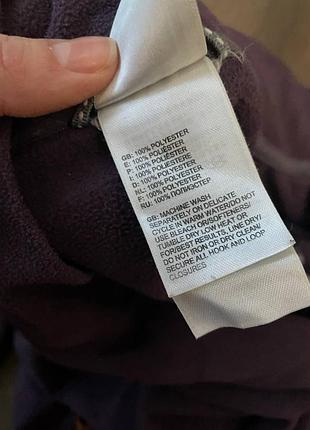 GB: 100% POLYESTER
E: 100% POLIÉSTER
P: 100% POLIÉSTER
I: 100% POLIESTERE
D: 100% POLYESTER
NL: 100% POLYESTER
F: 100% POLYESTER
RU: 100% ПОЛИЭСТЕР
GB: MACHINE WASH
SEPARATELY ON DELICATE
CYCLE IN WARM WATER/DO NOT
USE BLEACH OR/SOFTENERS/
TUMBLE DRY LOW HEAT OR
/FOR/BEST RESULTS, LINE DRY/
DO NOT IRON OR DRY CLEAN/
SECURE ALL HOOK AND LOOP
CLOSURES